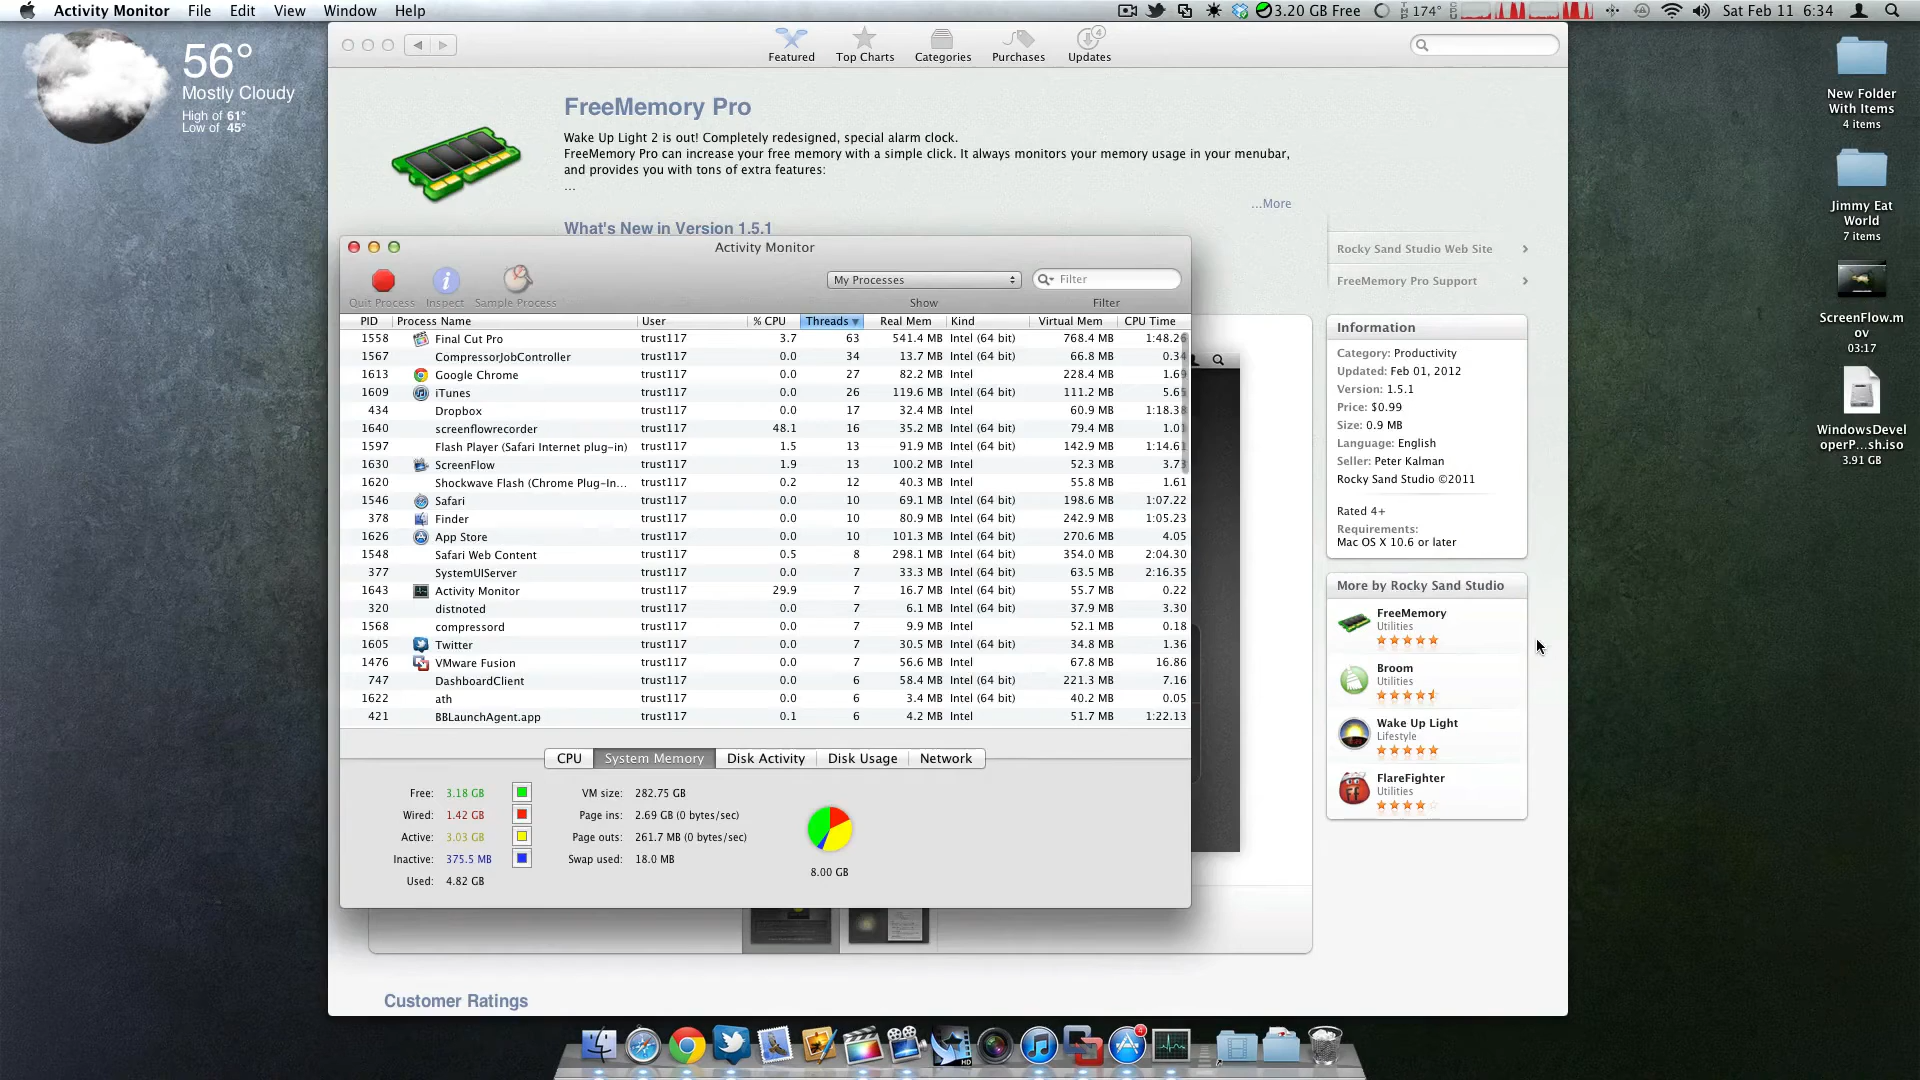 Activity Monitor File Edit View Window Help
3.20 GB Free 174° Sat Feb 11 6:34
56°
Mostly Cloudy
High of 61°
Low of 45°
Featured Top Charts Categories Purchases Updates
4
FreeMemory Pro
Wake Up Light 2 is out! Completely redesigned, special alarm clock.
FreeMemory Pro can increase your free memory with a simple click. It always monitors your memory usage in your menubar,
and provides you with tons of extra features:
...
...More
What's New in Version 1.5.1
Activity Monitor
My Processes Filter
Quit Process Inspect Sample Process Show Filter
PID Process Name User % CPU Threads Real Mem Kind Virtual Mem CPU Time
1558 Final Cut Pro trust117 3.7 63 541.4 MB Intel (64 bit) 768.4 MB 1:48.26
1567 CompressorJobController trust117 0.0 34 13.7 MB Intel (64 bit) 66.8 MB 0.34
1613 Google Chrome trust117 0.0 27 82.2 MB Intel 228.4 MB 1.69
1609 iTunes trust117 0.0 26 119.6 MB Intel (64 bit) 111.2 MB 5.65
434 Dropbox trust117 0.0 17 32.4 MB Intel 60.9 MB 1:18.38
1640 screenflowrecorder trust117 48.1 16 35.2 MB Intel (64 bit) 79.4 MB 1.01
1597 Flash Player (Safari Internet plug-in) trust117 1.5 13 91.9 MB Intel (64 bit) 142.9 MB 1:14.61
1630 ScreenFlow trust117 1.9 13 100.2 MB Intel 52.3 MB 3.73
1620 Shockwave Flash (Chrome Plug-In... trust117 0.2 12 40.3 MB Intel 55.8 MB 1.61
1546 Safari trust117 0.0 10 69.1 MB Intel (64 bit) 198.6 MB 1:07.22
378 Finder trust117 0.0 10 80.9 MB Intel (64 bit) 242.9 MB 1:05.23
1626 App Store trust117 0.0 10 101.3 MB Intel (64 bit) 270.6 MB 4.05
1548 Safari Web Content trust117 0.5 8 298.1 MB Intel (64 bit) 354.0 MB 2:04.30
377 SystemUIServer trust117 0.0 7 33.3 MB Intel (64 bit) 63.5 MB 2:16.35
1643 Activity Monitor trust117 29.9 7 16.7 MB Intel (64 bit) 55.7 MB 0.22
320 distnoted trust117 0.0 7 6.1 MB Intel (64 bit) 37.9 MB 3.30
1568 compressord trust117 0.0 7 9.9 MB Intel 52.1 MB 0.18
1605 Twitter trust117 0.0 7 30.5 MB Intel (64 bit) 34.8 MB 1.36
1476 VMware Fusion trust117 0.0 7 56.6 MB Intel 67.8 MB 16.86
747 DashboardClient trust117 0.0 6 58.4 MB Intel (64 bit) 221.3 MB 7.16
1622 ath trust117 0.0 6 3.4 MB Intel (64 bit) 40.2 MB 0.05
421 BBLaunchAgent.app trust117 0.1 6 4.2 MB Intel 51.7 MB 1:22.13
CPU System Memory Disk Activity Disk Usage Network
Free: 3.18 GB VM size: 282.75 GB
Wired: 1.42 GB Page ins: 2.69 GB (0 bytes/sec)
Active: 3.03 GB Page outs: 261.7 MB (0 bytes/sec)
Inactive: 375.5 MB Swap used: 18.0 MB
Used: 4.82 GB
8.00 GB
Customer Ratings
Rocky Sand Studio Web Site
FreeMemory Pro Support
Information
Category: Productivity
Updated: Feb 01, 2012
Version: 1.5.1
Price: $0.99
Size: 0.9 MB
Language: English
Seller: Peter Kalman
Rocky Sand Studio ©2011
Rated 4+
Requirements:
Mac OS X 10.6 or later
More by Rocky Sand Studio
FreeMemory
Utilities
Broom
Utilities
Wake Up Light
Lifestyle
FlareFighter
Utilities
New Folder
With Items
4 items
Jimmy Eat
World
7 items
ScreenFlow.m
ov
03:17
WindowsDevel
operP...sh.iso
3.91 GB
HD
4